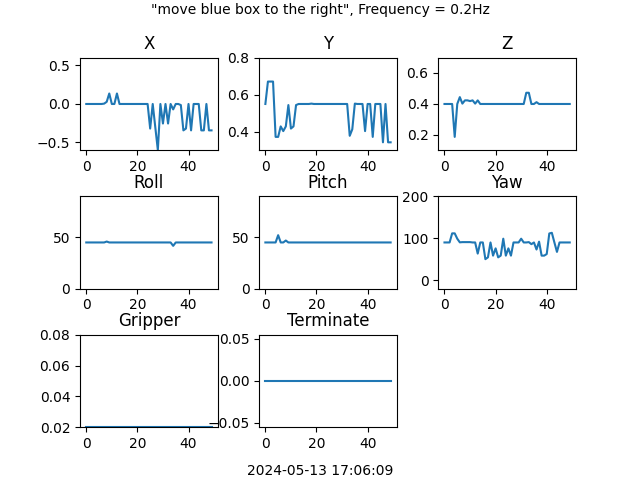 "move blue box to the right", Frequency = 0.2Hz
X Y Z
0.5 0.0 −0.5
0 20 40
0.8 0.6 0.4
0 20 40
0.6 0.4 0.2
0 20 40
Roll Pitch Yaw
50 0
0 20 40
50 0
0 20 40
200 100 0
0 20 40
Gripper Terminate
0.08 0.06 0.04 0.02
0 20 40
0.05 0.00 −0.05
0 20 40
2024-05-13 17:06:09